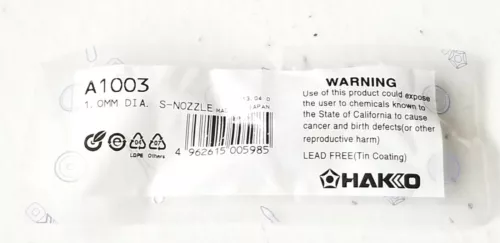 A1003
1.0MM DIA. S-NOZZLE
JAPAN
LDPE Others
4 962615 005985
WARNING
Use of this product could expose
the user to chemicals known to
the State of California to cause
cancer and birth defects(or other
reproductive harm)
LEAD FREE(Tin Coating)
HAKKO